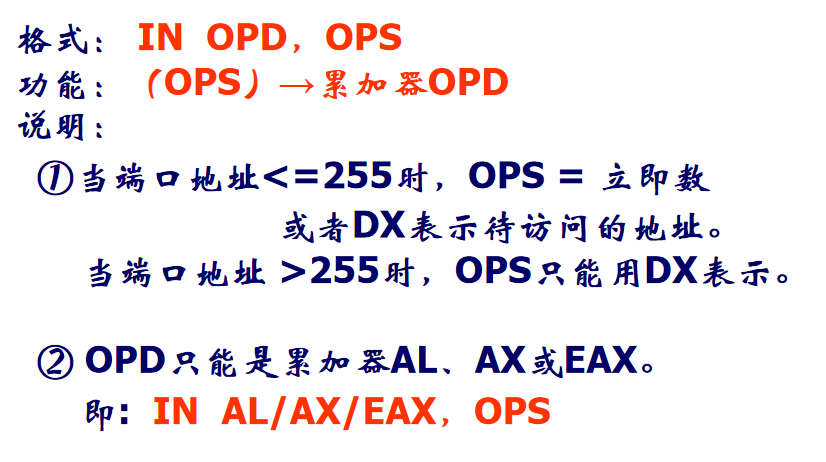 格式： IN OPD，OPS
功能：（OPS）→累加器OPD
说明：
①当端口地址<=255时，OPS = 立即数
或者DX表示待访问的地址。
当端口地址 >255时，OPS只能用DX表示。
② OPD只能是累加器AL、AX或EAX。
即: IN AL/AX/EAX，OPS